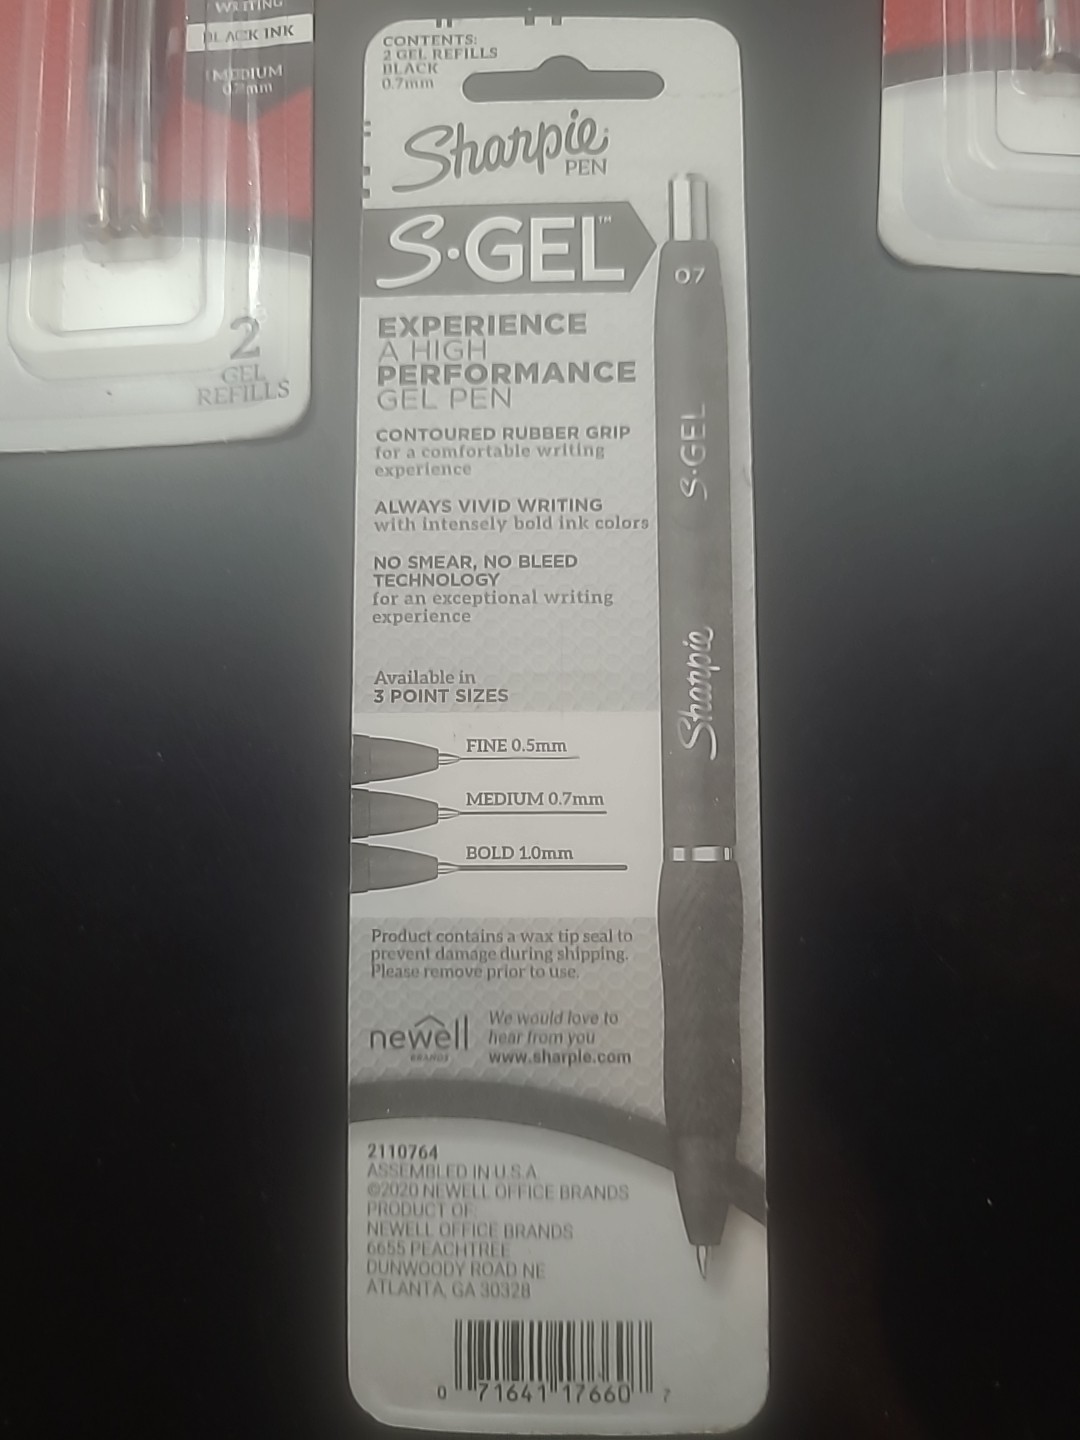 WRITING
BLACK INK
MEDIUM
0.7mm
2
GEL
REFILLS
CONTENTS:
2 GEL REFILLS
BLACK
0.7mm
Sharpie
PEN
S·GEL™
07
S·GEL
Sharpie
EXPERIENCE
A HIGH
PERFORMANCE
GEL PEN
CONTOURED RUBBER GRIP
for a comfortable writing
experience
ALWAYS VIVID WRITING
with intensely bold ink colors
NO SMEAR, NO BLEED
TECHNOLOGY
for an exceptional writing
experience
Available in
3 POINT SIZES
FINE 0.5mm
MEDIUM 0.7mm
BOLD 1.0mm
Product contains a wax tip seal to
prevent damage during shipping.
Please remove prior to use.
newell
BRANDS
We would love to
hear from you
www.sharpie.com
2110764
ASSEMBLED IN U.S.A.
©2020 NEWELL OFFICE BRANDS
PRODUCT OF:
NEWELL OFFICE BRANDS
6655 PEACHTREE
DUNWOODY ROAD NE
ATLANTA, GA 30328
0 71641 17660 7